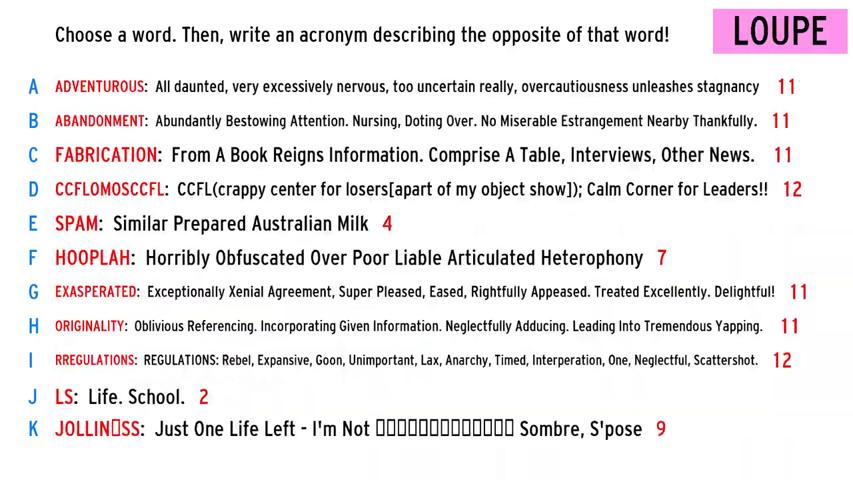 Choose a word. Then, write an acronym describing the opposite of that word!
LOUPE
A ADVENTUROUS: All daunted, very excessively nervous, too uncertain really, overcautiousness unleashes stagnancy 11
B ABANDONMENT: Abundantly Bestowing Attention. Nursing, Doting Over. No Miserable Estrangement Nearby Thankfully. 11
C FABRICATION: From A Book Reigns Information. Comprise A Table, Interviews, Other News. 11
D CCFLOMOSCCFL: CCFL(crappy center for losers[apart of my object show]); Calm Corner for Leaders!! 12
E SPAM: Similar Prepared Australian Milk 4
F HOOPLAH: Horribly Obfuscated Over Poor Liable Articulated Heterophony 7
G EXASPERATED: Exceptionally Xenial Agreement, Super Pleased, Eased, Rightfully Appeased. Treated Excellently. Delightful! 11
H ORIGINALITY: Oblivious Referencing. Incorporating Given Information. Neglectfully Adducing. Leading Into Tremendous Yapping. 11
I RREGULATIONS: REGULATIONS: Rebel, Expansive, Goon, Unimportant, Lax, Anarchy, Timed, Interperation, One, Neglectful, Scattershot. 12
J LS: Life. School. 2
K JOLLIN▯SS: Just One Life Left - I'm Not ▯▯▯▯▯▯▯▯▯▯▯▯▯▯ Sombre, S'pose 9